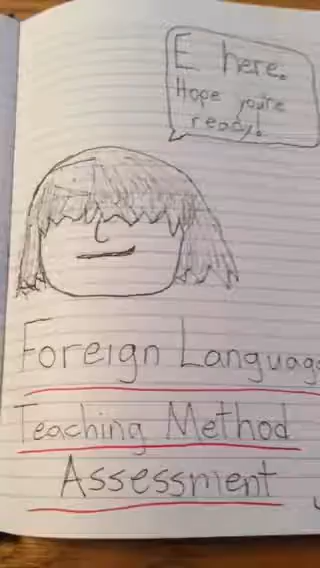 E here.
Hope you're
ready!
Foreign Languag
Teaching Method
Assessment